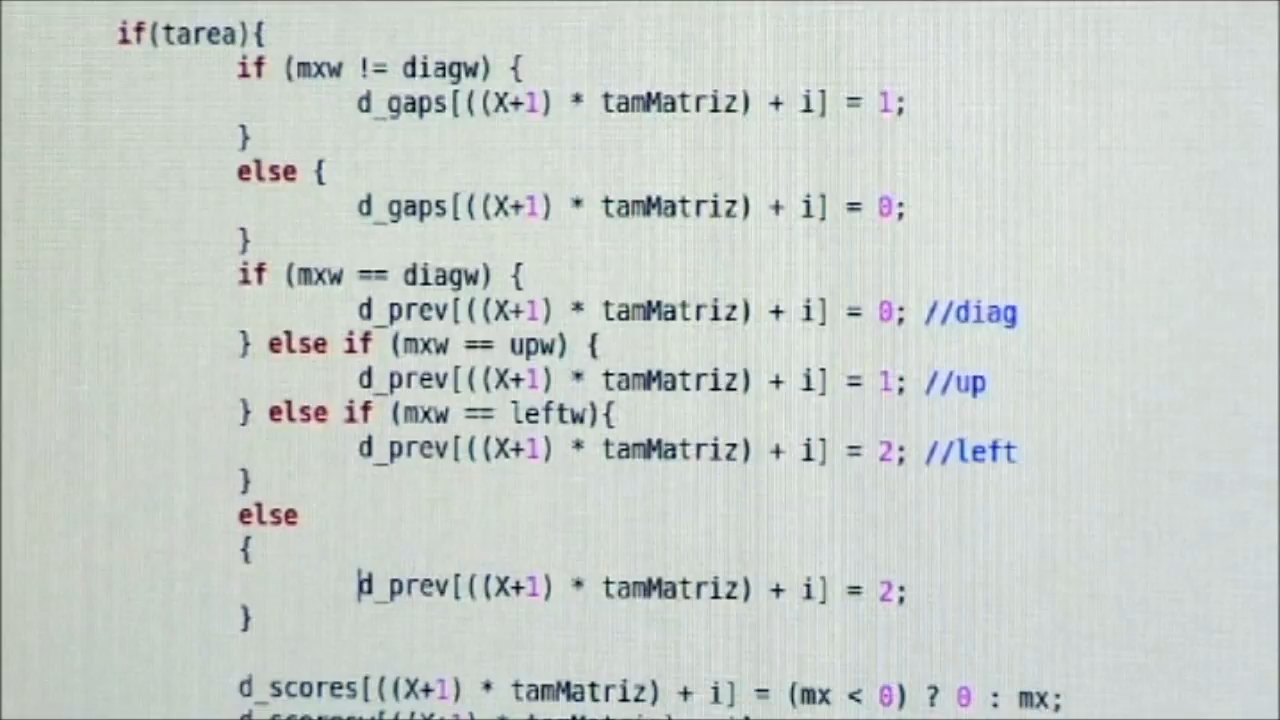 if(tarea){
if (mxw != diagw) {
d_gaps[((X+1) * tamMatriz) + i] = 1;
}
else {
d_gaps[((X+1) * tamMatriz) + i] = 0;
}
if (mxw == diagw) {
d_prev[((X+1) * tamMatriz) + i] = 0; //diag
} else if (mxw == upw) {
d_prev[((X+1) * tamMatriz) + i] = 1; //up
} else if (mxw == leftw){
d_prev[((X+1) * tamMatriz) + i] = 2; //left
}
else
{
d_prev[((X+1) * tamMatriz) + i] = 2;
}
d_scores[((X+1) * tamMatriz) + i] = (mx < 0) ? 0 : mx;